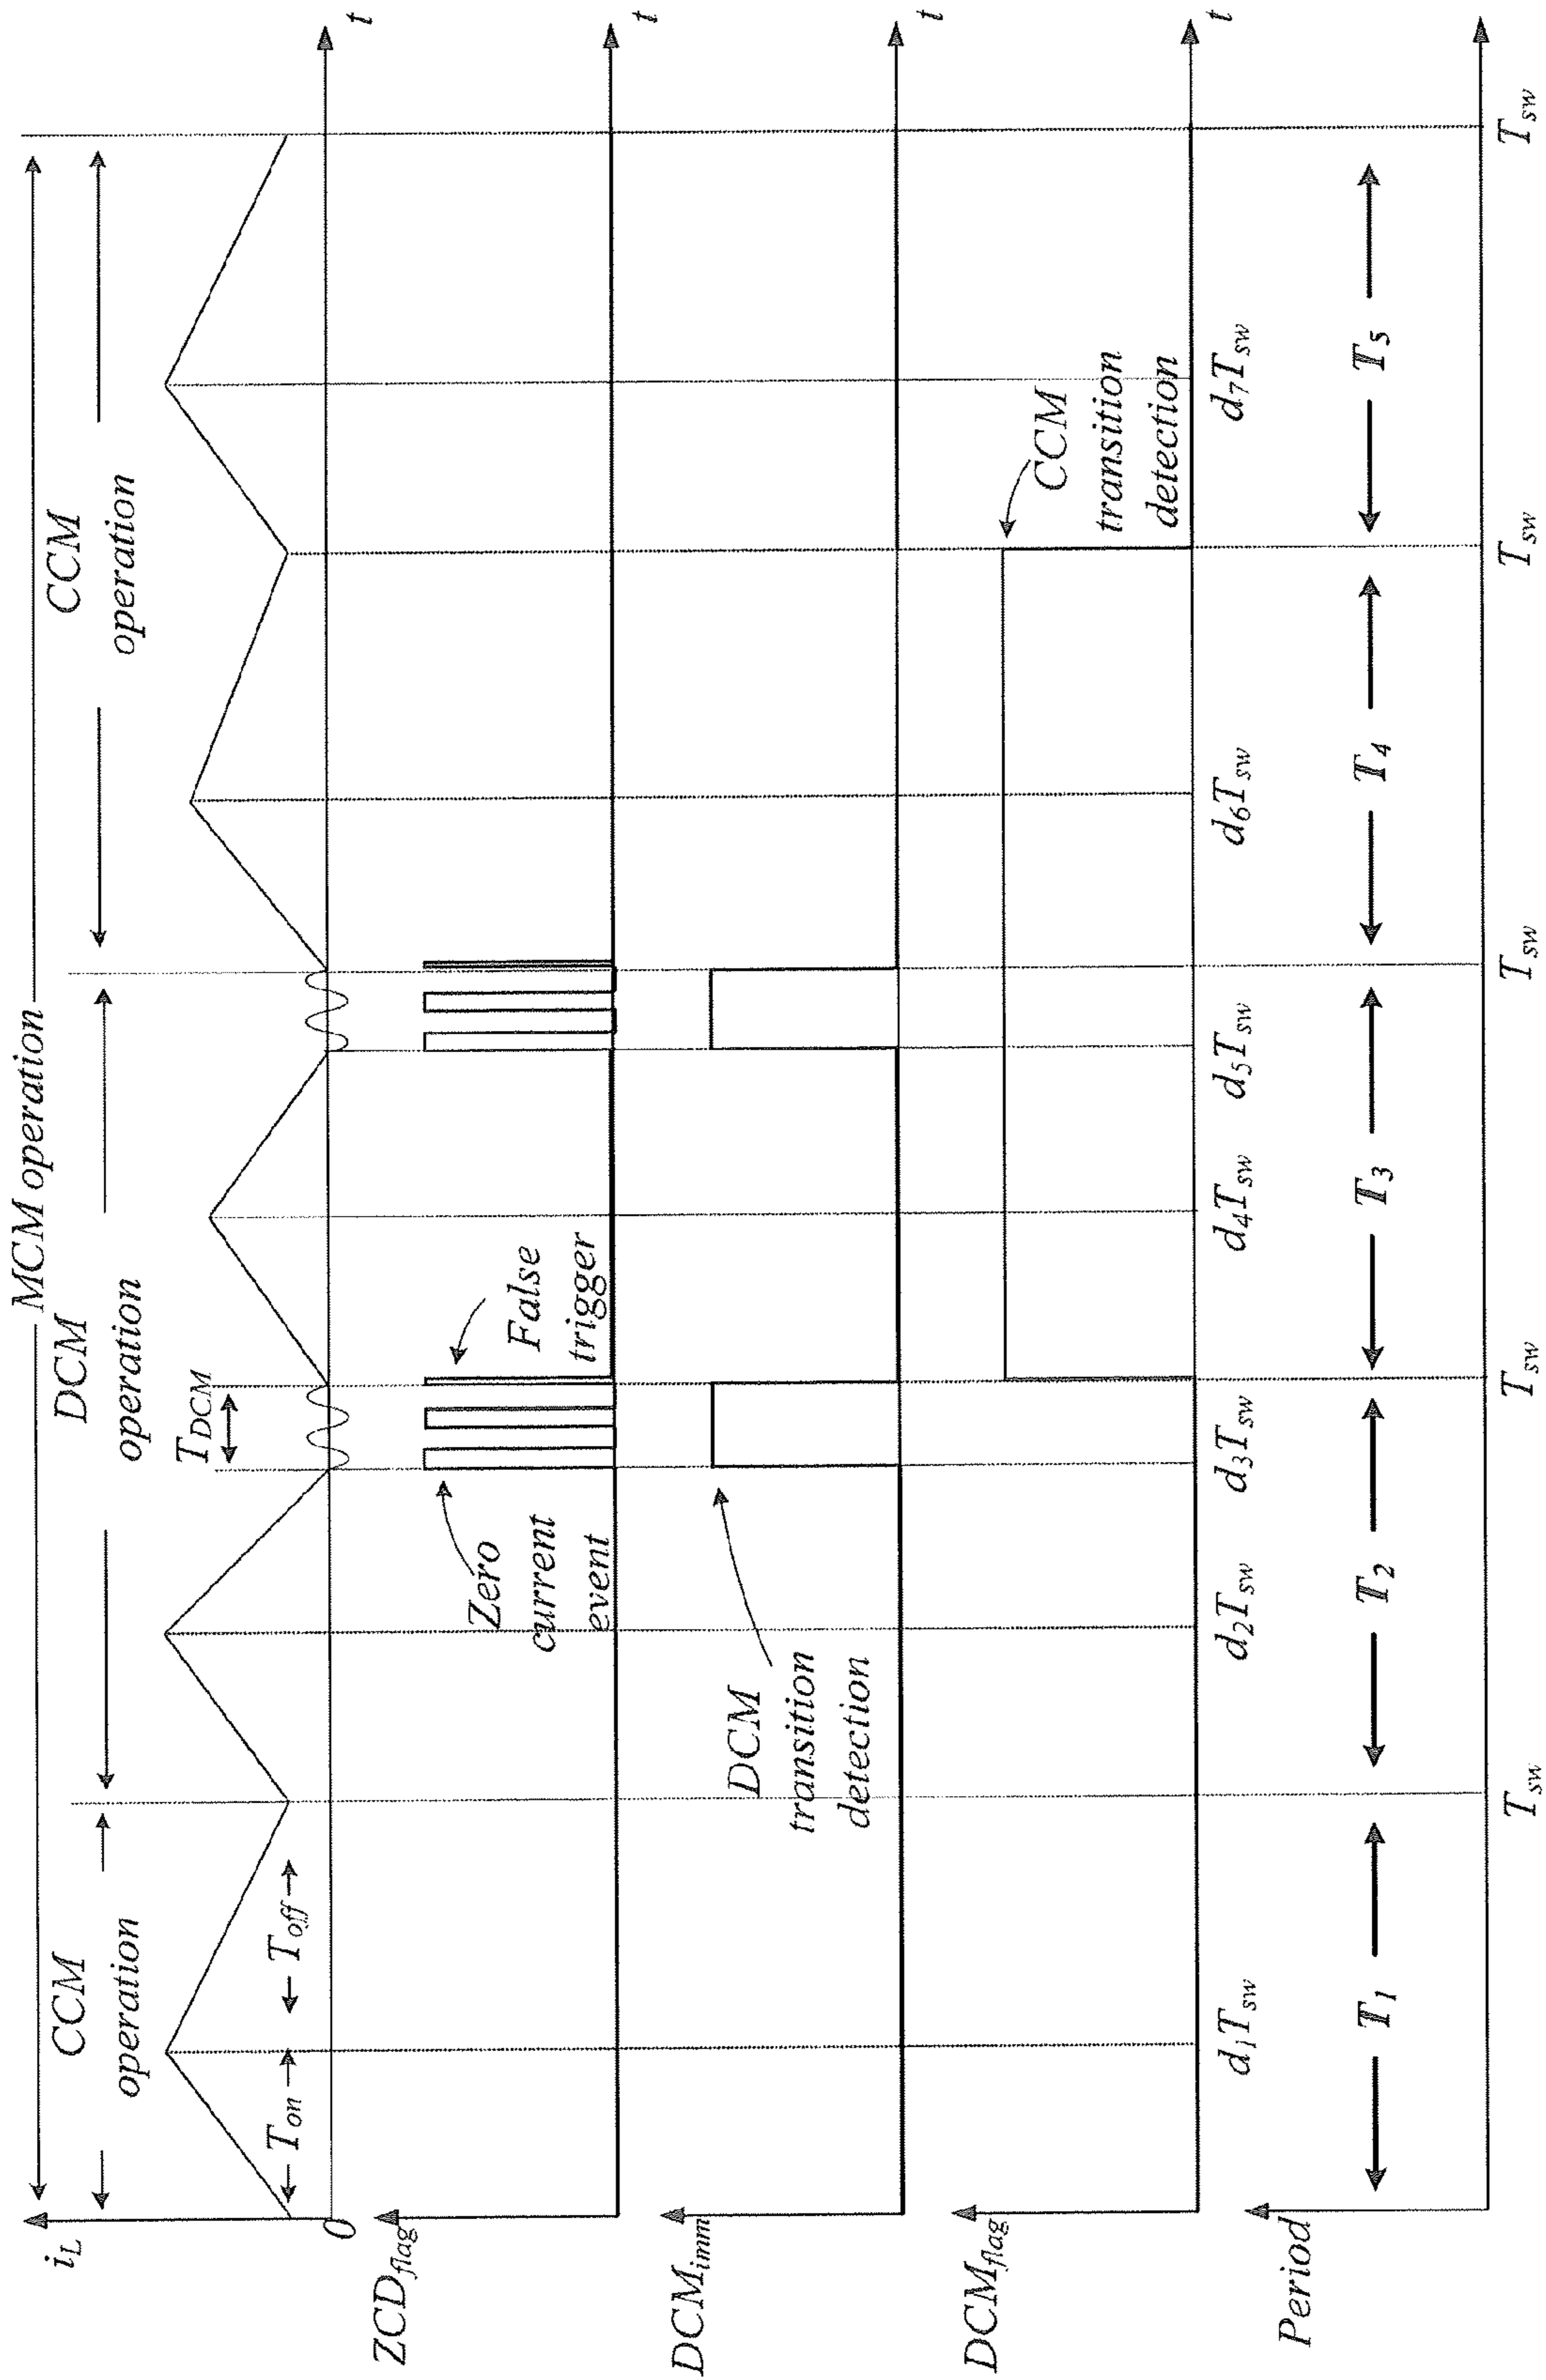 MCM operation
CCM
operation
DCM
operation
CCM
operation
i_L
T_on
T_off
T_DCM
0
t
ZCD_flag
Zero
current
event
False
trigger
t
DCM_imm
DCM
transition
detection
t
DCM_flag
CCM
transition
detection
t
d_1T_sw
d_2T_sw
d_3T_sw
d_4T_sw
d_5T_sw
d_6T_sw
d_7T_sw
Period
T_1
T_2
T_3
T_4
T_5
T_sw
T_sw
T_sw
T_sw
T_sw